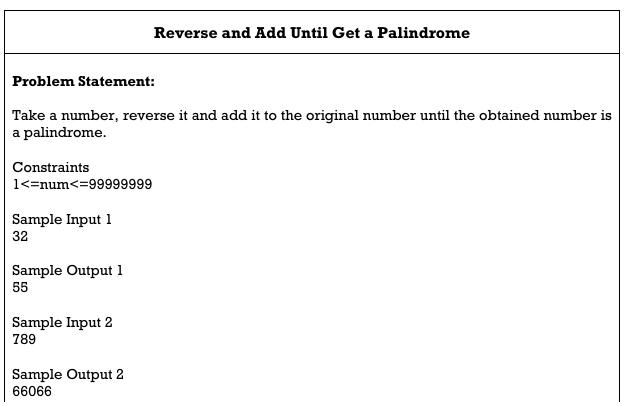 Reverse and Add Until Get a Palindrome
Problem Statement:
Take a number, reverse it and add it to the original number until the obtained number is
a palindrome.
Constraints
1<=num<=99999999
Sample Input 1
32
Sample Output 1
55
Sample Input 2
789
Sample Output 2
66066